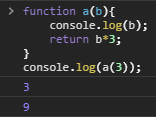 > function a(b){
    console.log(b);
    return b*3;
}
console.log(a(3));
3
9